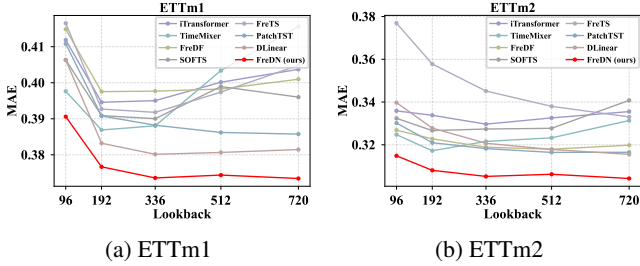 ETTm1
iTransformer
TimeMixer
FreDF
SOFTS
FreTS
PatchTST
DLinear
FreDN (ours)
0.41
0.40
0.39
0.38
MAE
96 192 336 512 720
Lookback
(a) ETTm1
ETTm2
iTransformer
TimeMixer
FreDF
SOFTS
FreTS
PatchTST
DLinear
FreDN (ours)
0.38
0.36
0.34
0.32
MAE
96 192 336 512 720
Lookback
(b) ETTm2